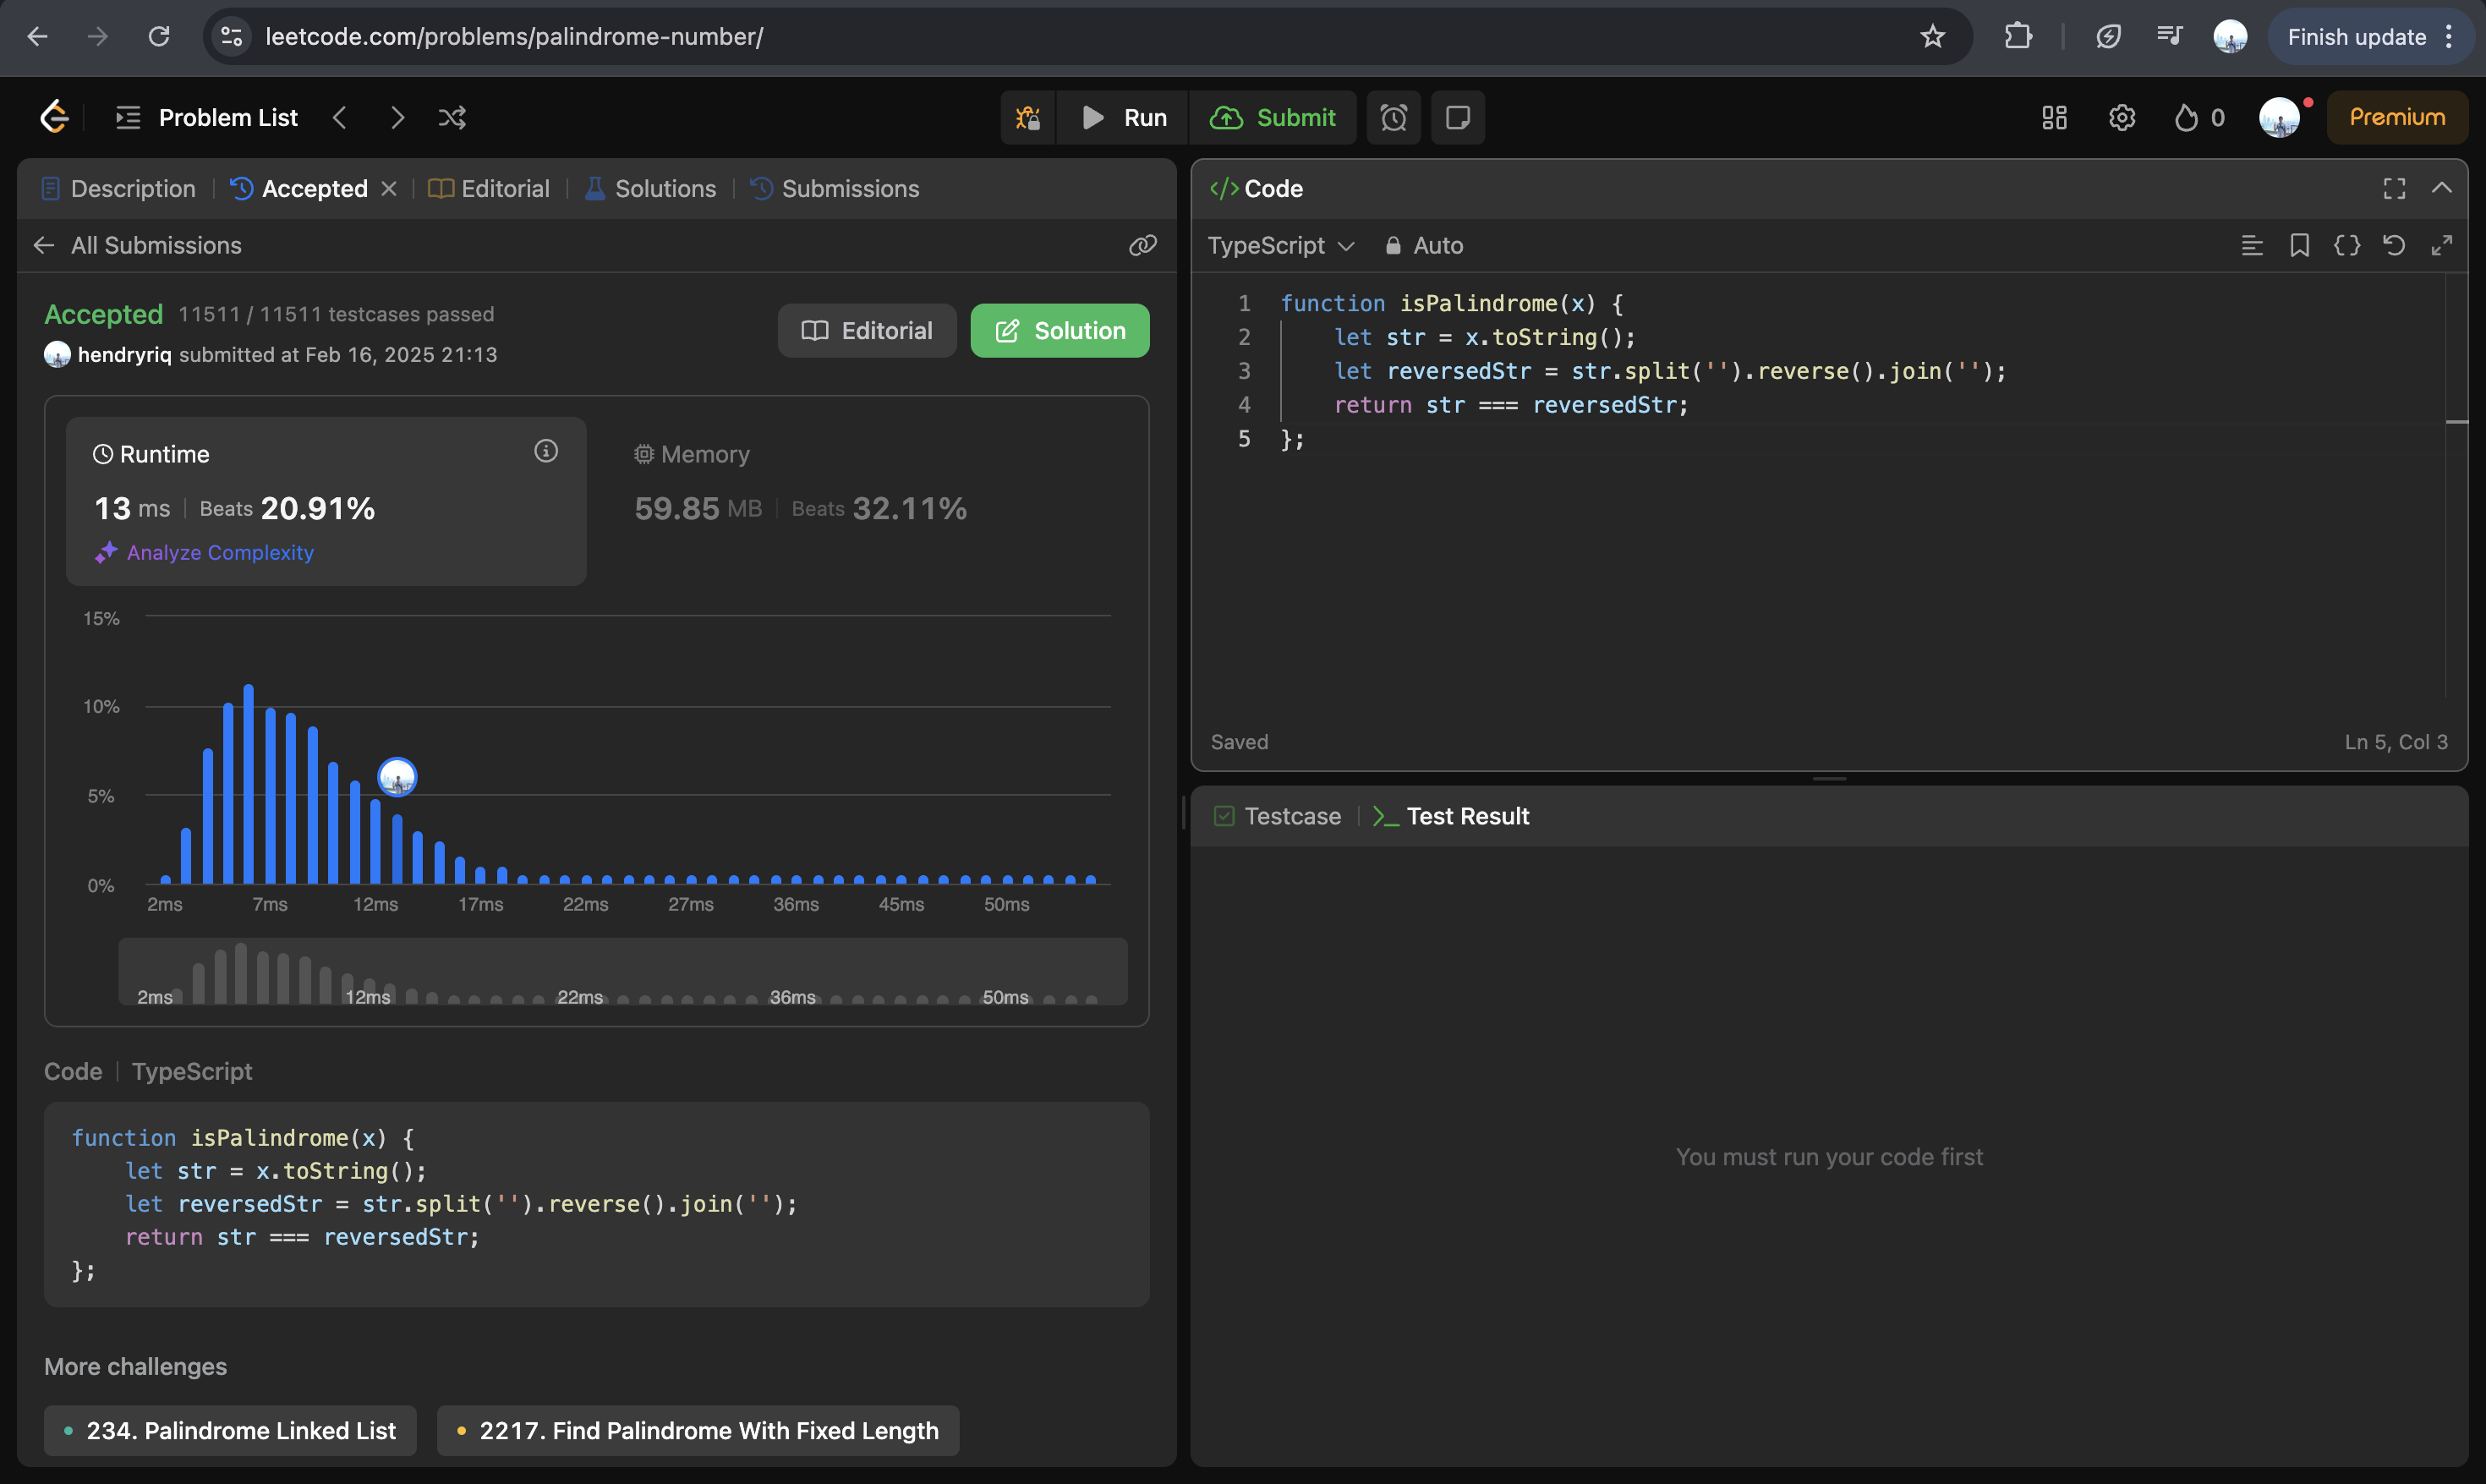 leetcode.com/problems/palindrome-number/
Finish update
Problem List
Run
Submit
0
Premium
Description
Accepted
Editorial
Solutions
Submissions
All Submissions
Accepted 11511 / 11511 testcases passed
hendryriq submitted at Feb 16, 2025 21:13
Editorial
Solution
Runtime
13 ms Beats 20.91%
Analyze Complexity
Memory
59.85 MB Beats 32.11%
15%
10%
5%
0%
2ms 7ms 12ms 17ms 22ms 27ms 36ms 45ms 50ms
2ms 12ms 22ms 36ms 50ms
Code TypeScript
function isPalindrome(x) {
let str = x.toString();
let reversedStr = str.split('').reverse().join('');
return str === reversedStr;
};
More challenges
234. Palindrome Linked List
2217. Find Palindrome With Fixed Length
</> Code
TypeScript
Auto
1 function isPalindrome(x) {
2 let str = x.toString();
3 let reversedStr = str.split('').reverse().join('');
4 return str === reversedStr;
5 };
Saved
Ln 5, Col 3
Testcase
Test Result
You must run your code first